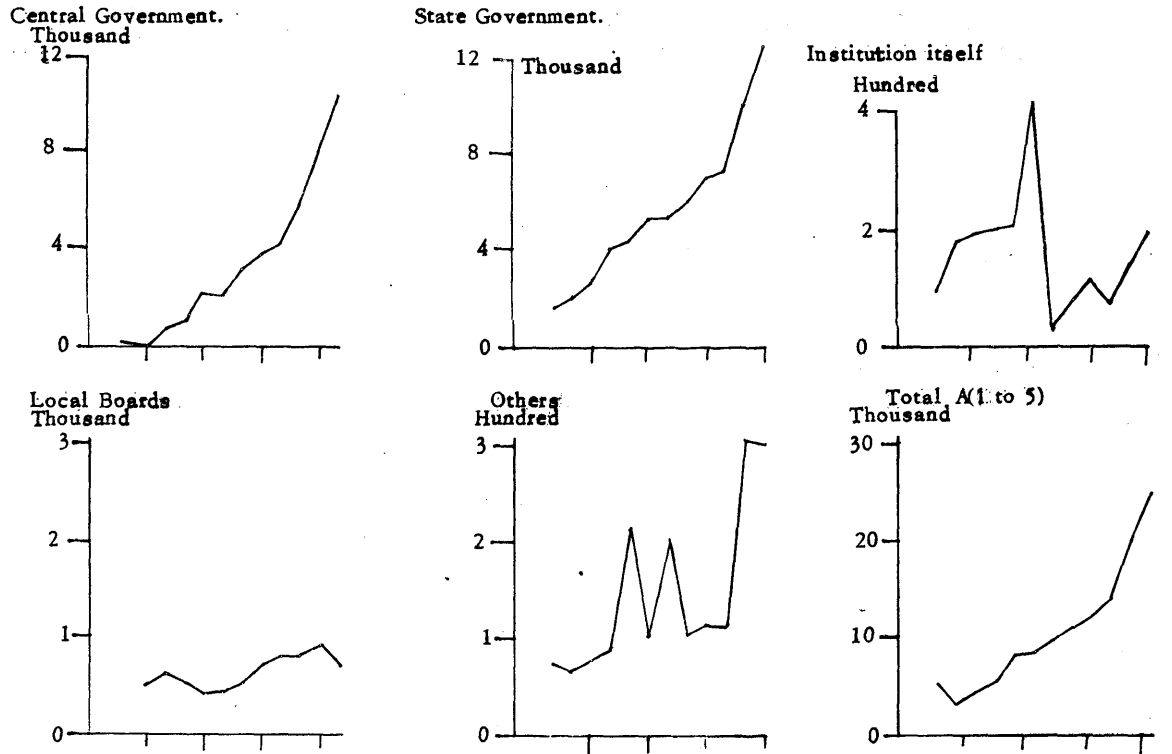 Central Government.
Thousand
12
8
4
0
State Government.
12
Thousand
8
4
0
Institution itself
Hundred
4
2
0
Local Boards
Thousand
3
2
1
0
Others
Hundred
3
2
1
0
Total A(1 to 5)
Thousand
30
20
10
0